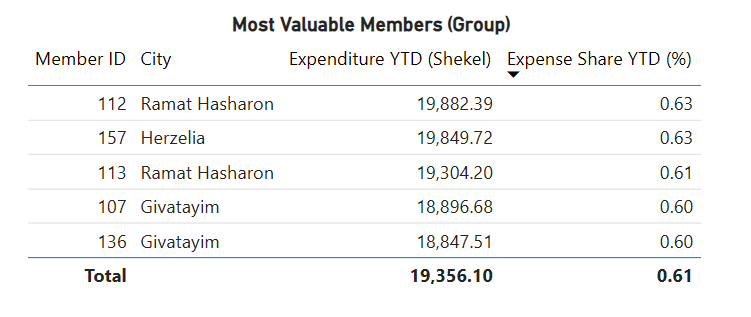 Most Valuable Members (Group)
Member ID City Expenditure YTD (Shekel) Expense Share YTD (%)
112 Ramat Hasharon 19,882.39 0.63
157 Herzelia 19,849.72 0.63
113 Ramat Hasharon 19,304.20 0.61
107 Givatayim 18,896.68 0.60
136 Givatayim 18,847.51 0.60
Total 19,356.10 0.61